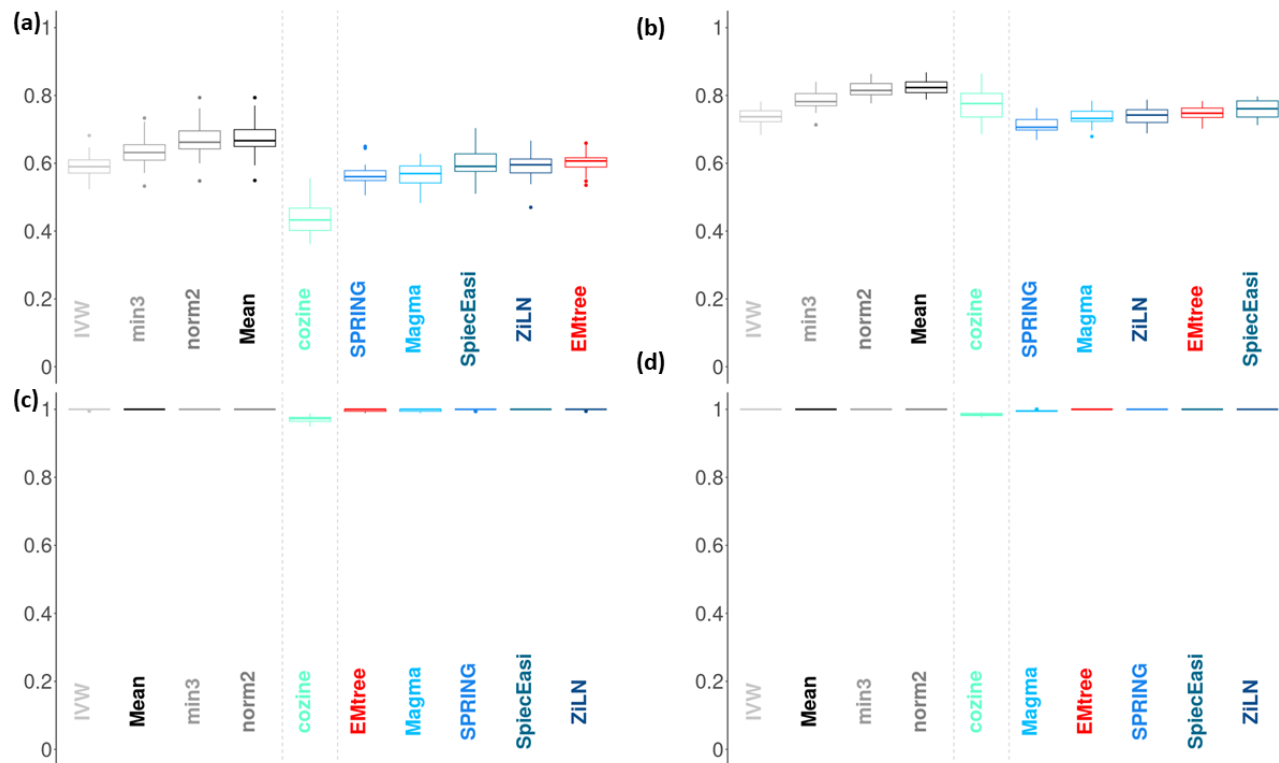 (a)
1
0.8
0.6
0.4
0.2
0
IVW
min3
norm2
Mean
cozine
SPRING
Magma
SpiecEasi
ZiLN
EMtree
(b)
1
0.8
0.6
0.4
0.2
0
IVW
min3
norm2
Mean
cozine
SPRING
Magma
ZiLN
EMtree
SpiecEasi
(c)
1
0.8
0.6
0.4
0.2
0
IVW
Mean
min3
norm2
cozine
EMtree
Magma
SPRING
SpiecEasi
ZiLN
(d)
1
0.8
0.6
0.4
0.2
0
IVW
Mean
min3
norm2
cozine
Magma
EMtree
SPRING
SpiecEasi
ZiLN